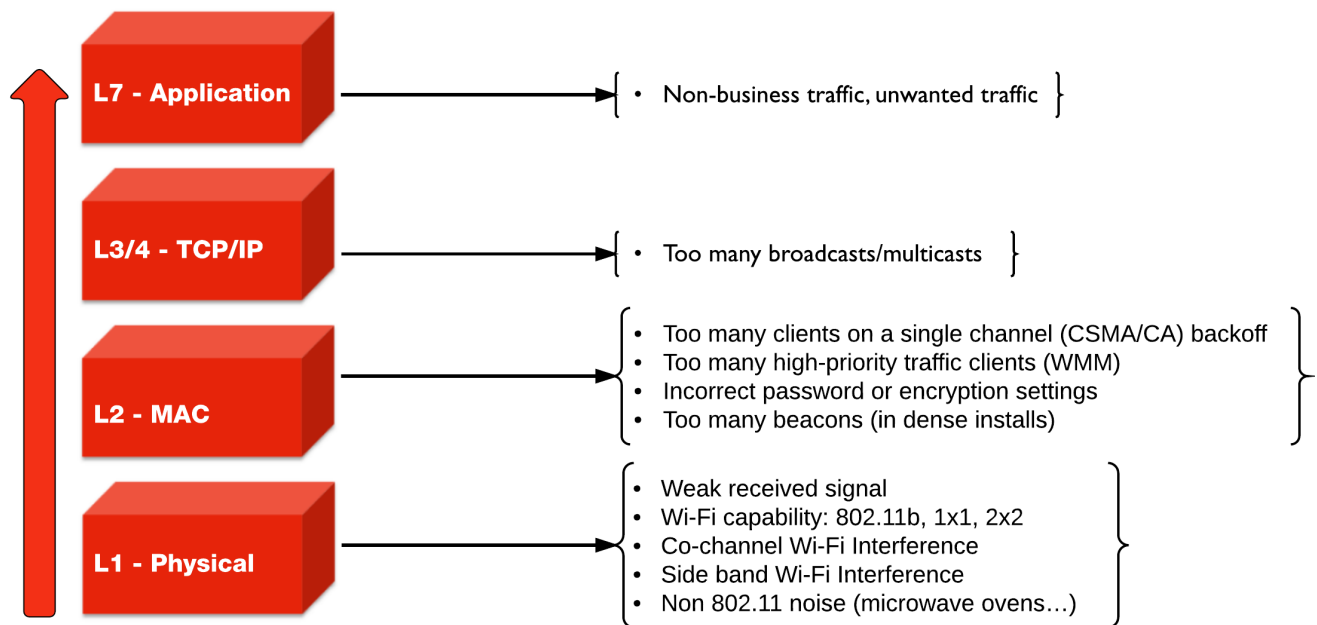 L7 - Application
• Non-business traffic, unwanted traffic
L3/4 - TCP/IP
• Too many broadcasts/multicasts
L2 - MAC
• Too many clients on a single channel (CSMA/CA) backoff
• Too many high-priority traffic clients (WMM)
• Incorrect password or encryption settings
• Too many beacons (in dense installs)
L1 - Physical
• Weak received signal
• Wi-Fi capability: 802.11b, 1x1, 2x2
• Co-channel Wi-Fi Interference
• Side band Wi-Fi Interference
• Non 802.11 noise (microwave ovens…)